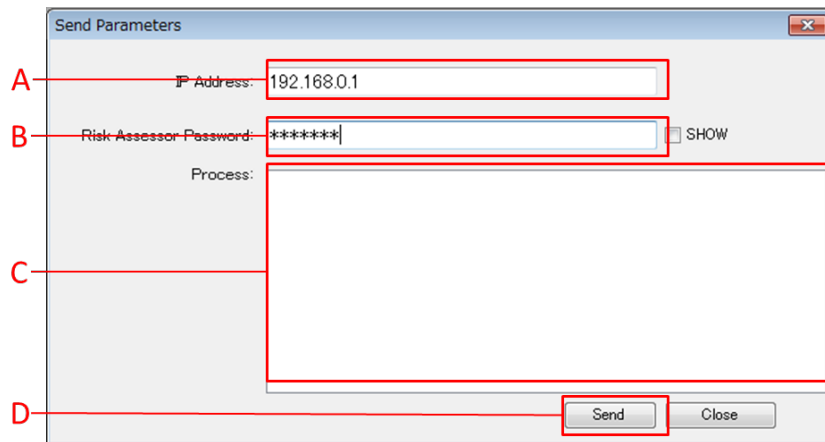 Send Parameters
A IP Address: 192.168.0.1
B Risk Assessor Password: ******* SHOW
Process:
C
D Send Close